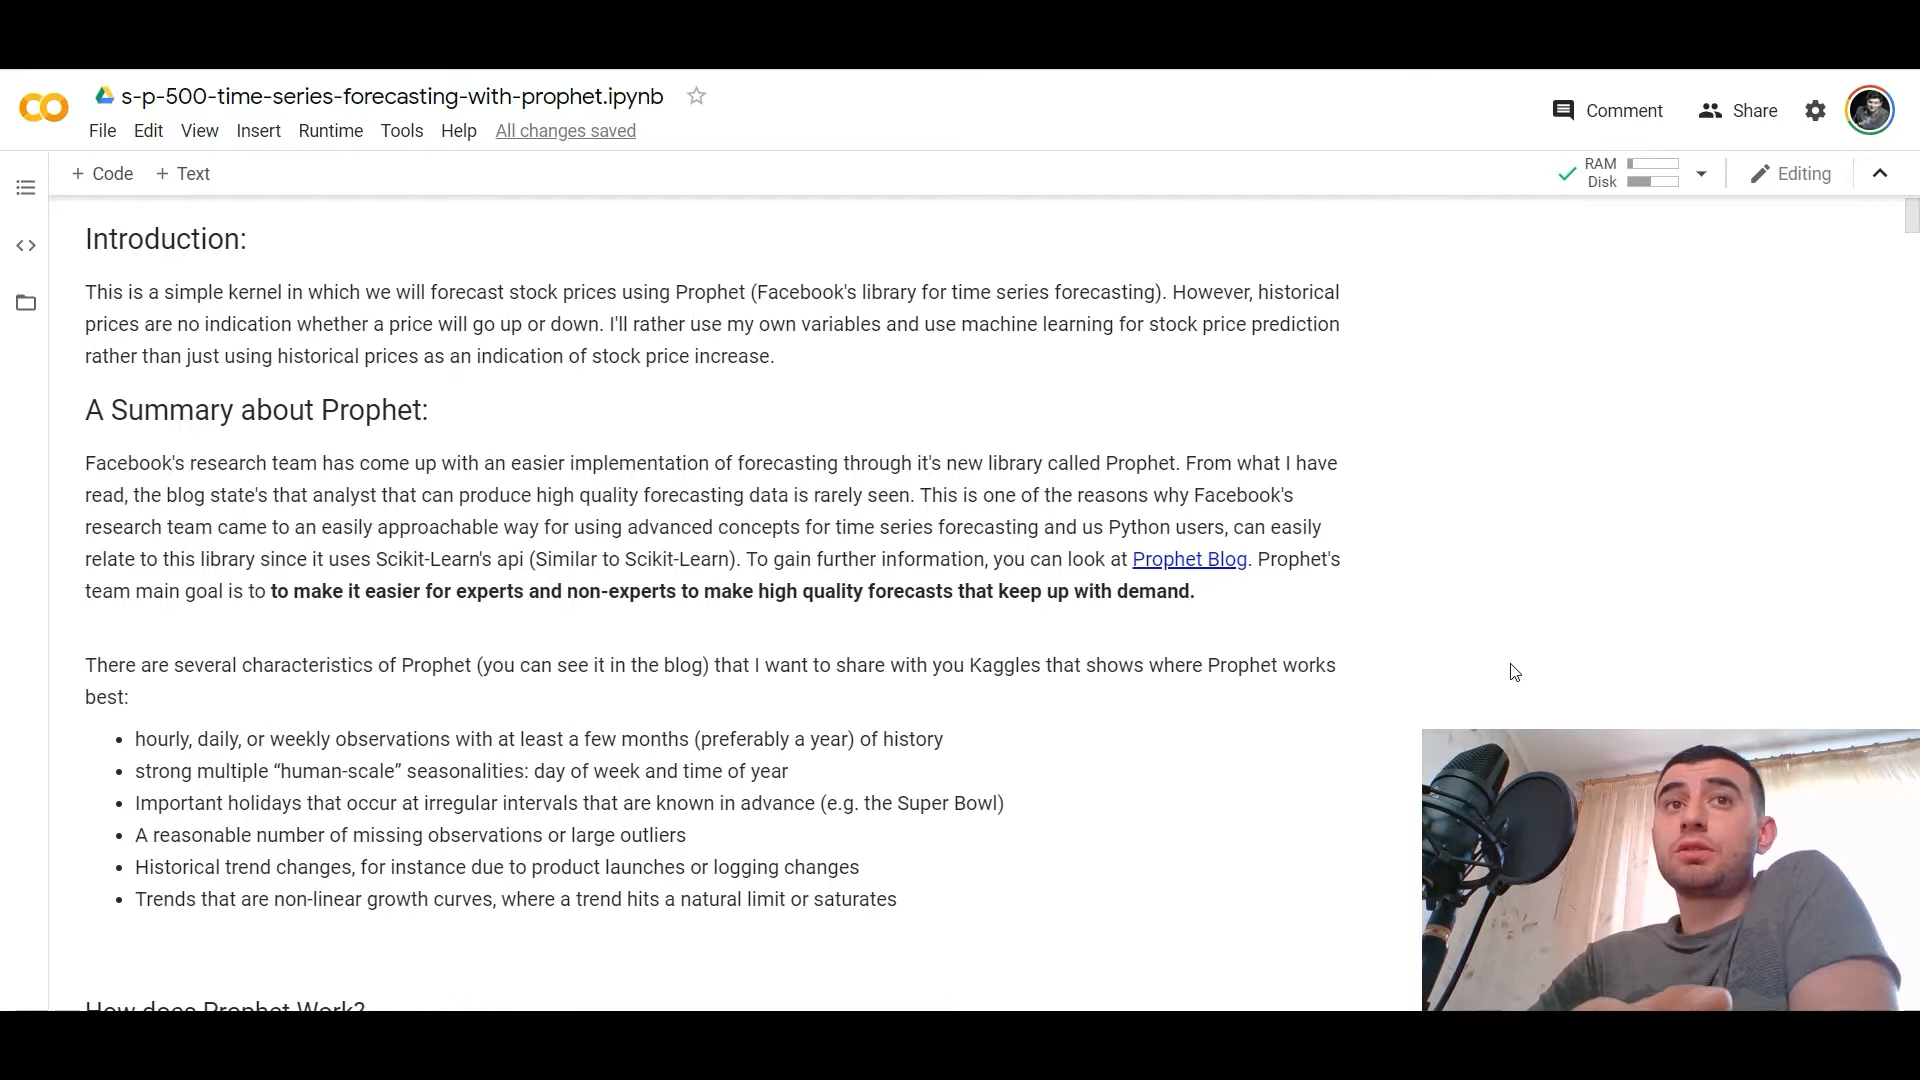 s-p-500-time-series-forecasting-with-prophet.ipynb
Comment Share
File Edit View Insert Runtime Tools Help All changes saved
+ Code + Text
RAM
Disk
Editing
Introduction:
This is a simple kernel in which we will forecast stock prices using Prophet (Facebook's library for time series forecasting). However, historical
prices are no indication whether a price will go up or down. I'll rather use my own variables and use machine learning for stock price prediction
rather than just using historical prices as an indication of stock price increase.
A Summary about Prophet:
Facebook's research team has come up with an easier implementation of forecasting through it's new library called Prophet. From what I have
read, the blog state's that analyst that can produce high quality forecasting data is rarely seen. This is one of the reasons why Facebook's
research team came to an easily approachable way for using advanced concepts for time series forecasting and us Python users, can easily
relate to this library since it uses Scikit-Learn's api (Similar to Scikit-Learn). To gain further information, you can look at Prophet Blog. Prophet's
team main goal is to to make it easier for experts and non-experts to make high quality forecasts that keep up with demand.
There are several characteristics of Prophet (you can see it in the blog) that I want to share with you Kaggles that shows where Prophet works
best:
• hourly, daily, or weekly observations with at least a few months (preferably a year) of history
• strong multiple “human-scale” seasonalities: day of week and time of year
• Important holidays that occur at irregular intervals that are known in advance (e.g. the Super Bowl)
• A reasonable number of missing observations or large outliers
• Historical trend changes, for instance due to product launches or logging changes
• Trends that are non-linear growth curves, where a trend hits a natural limit or saturates
How does Prophet Work?